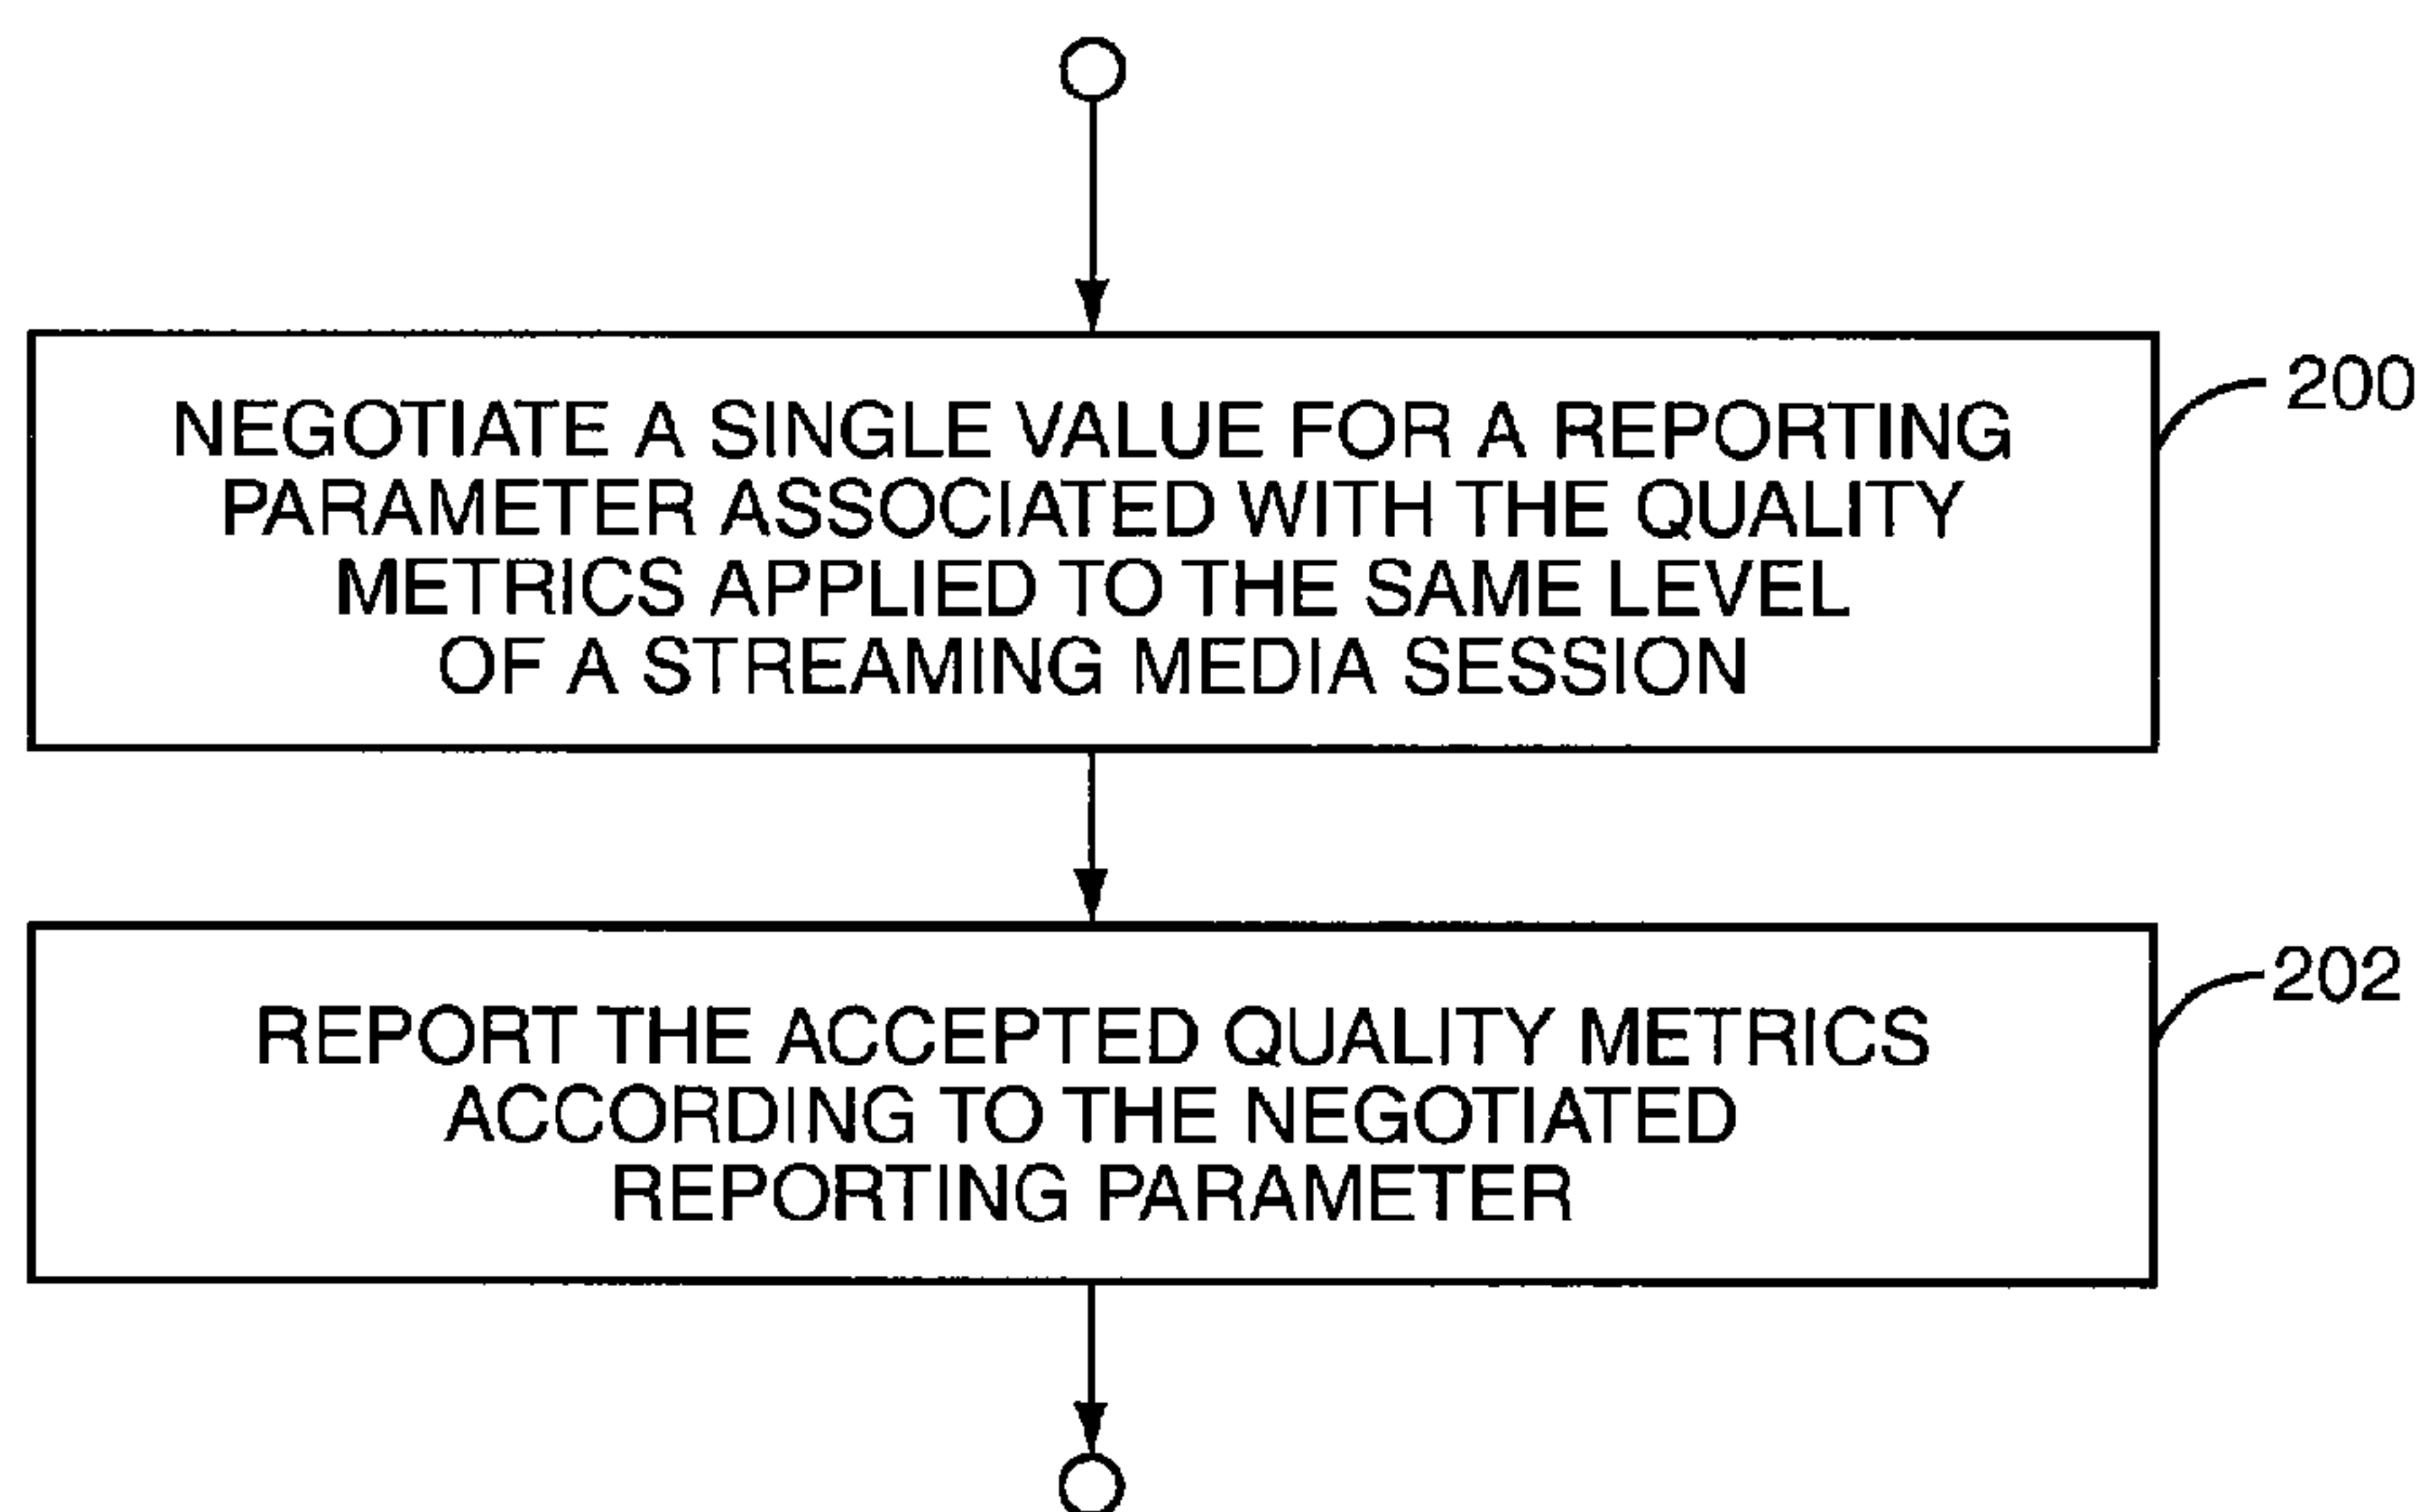 NEGOTIATE A SINGLE VALUE FOR A REPORTING
PARAMETER ASSOCIATED WITH THE QUALITY
METRICS APPLIED TO THE SAME LEVEL
OF A STREAMING MEDIA SESSION
200
REPORT THE ACCEPTED QUALITY METRICS
ACCORDING TO THE NEGOTIATED
REPORTING PARAMETER
202